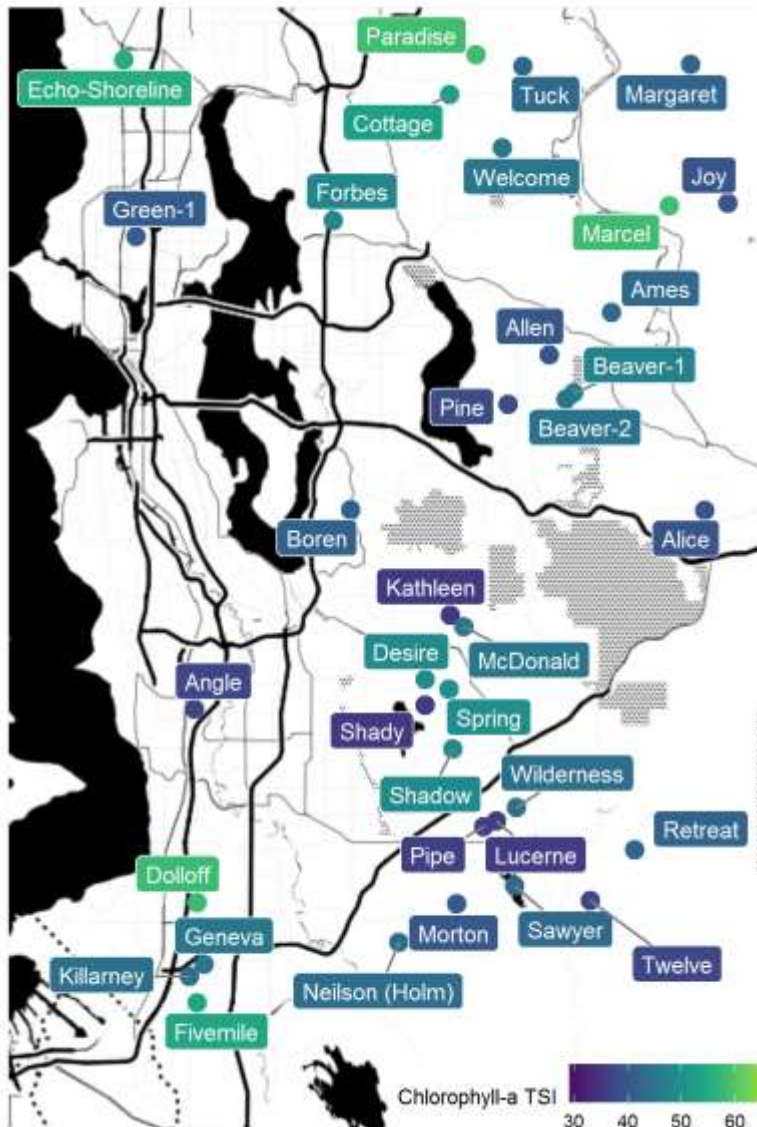 Paradise
Echo-Shoreline
Tuck
Margaret
Cottage
Welcome
Joy
Green-1
Forbes
Marcel
Ames
Allen
Beaver-1
Pine
Beaver-2
Boren
Alice
Kathleen
McDonald
Desire
Angle
Spring
Shady
Wilderness
Shadow
Retreat
Pipe
Lucerne
Dolloff
Geneva
Morton
Sawyer
Twelve
Killarney
Neilson (Holm)
Fivemile
Chlorophyll-a TSI
30 40 50 60